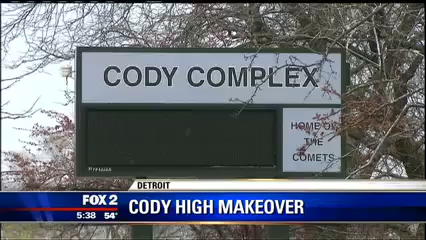 CODY COMPLEX
HOME OF
THE
COMETS
DETROIT
FOX 2
5:38 54°
CODY HIGH MAKEOVER